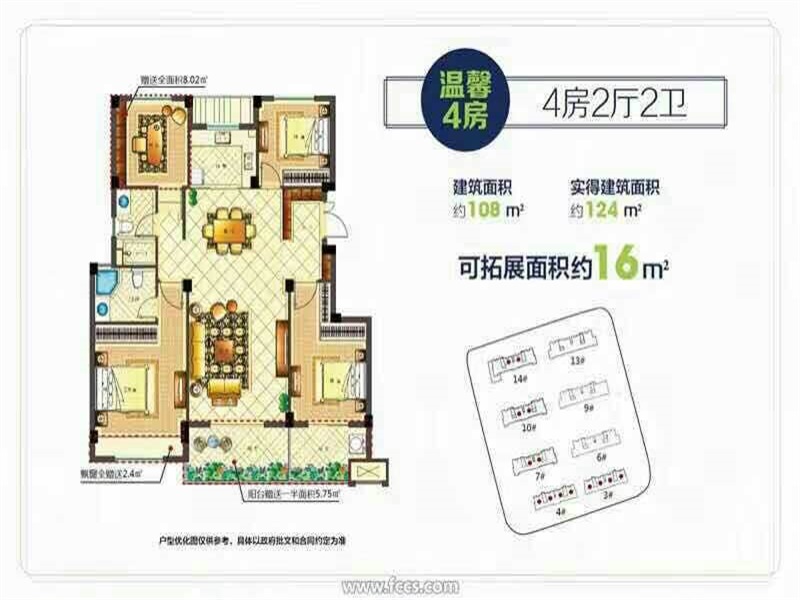 赠送全面积8.02㎡
温馨
4房
4房2厅2卫
建筑面积
约108 m²
实得建筑面积
约124 m²
可拓展面积约16m²
13#
14#
9#
10#
6#
7#
3#
4#
飘窗全赠送2.4㎡
阳台赠送一半面积5.75㎡
户型优化图仅供参考，具体以政府批文和合同约定为准
www.fccs.com